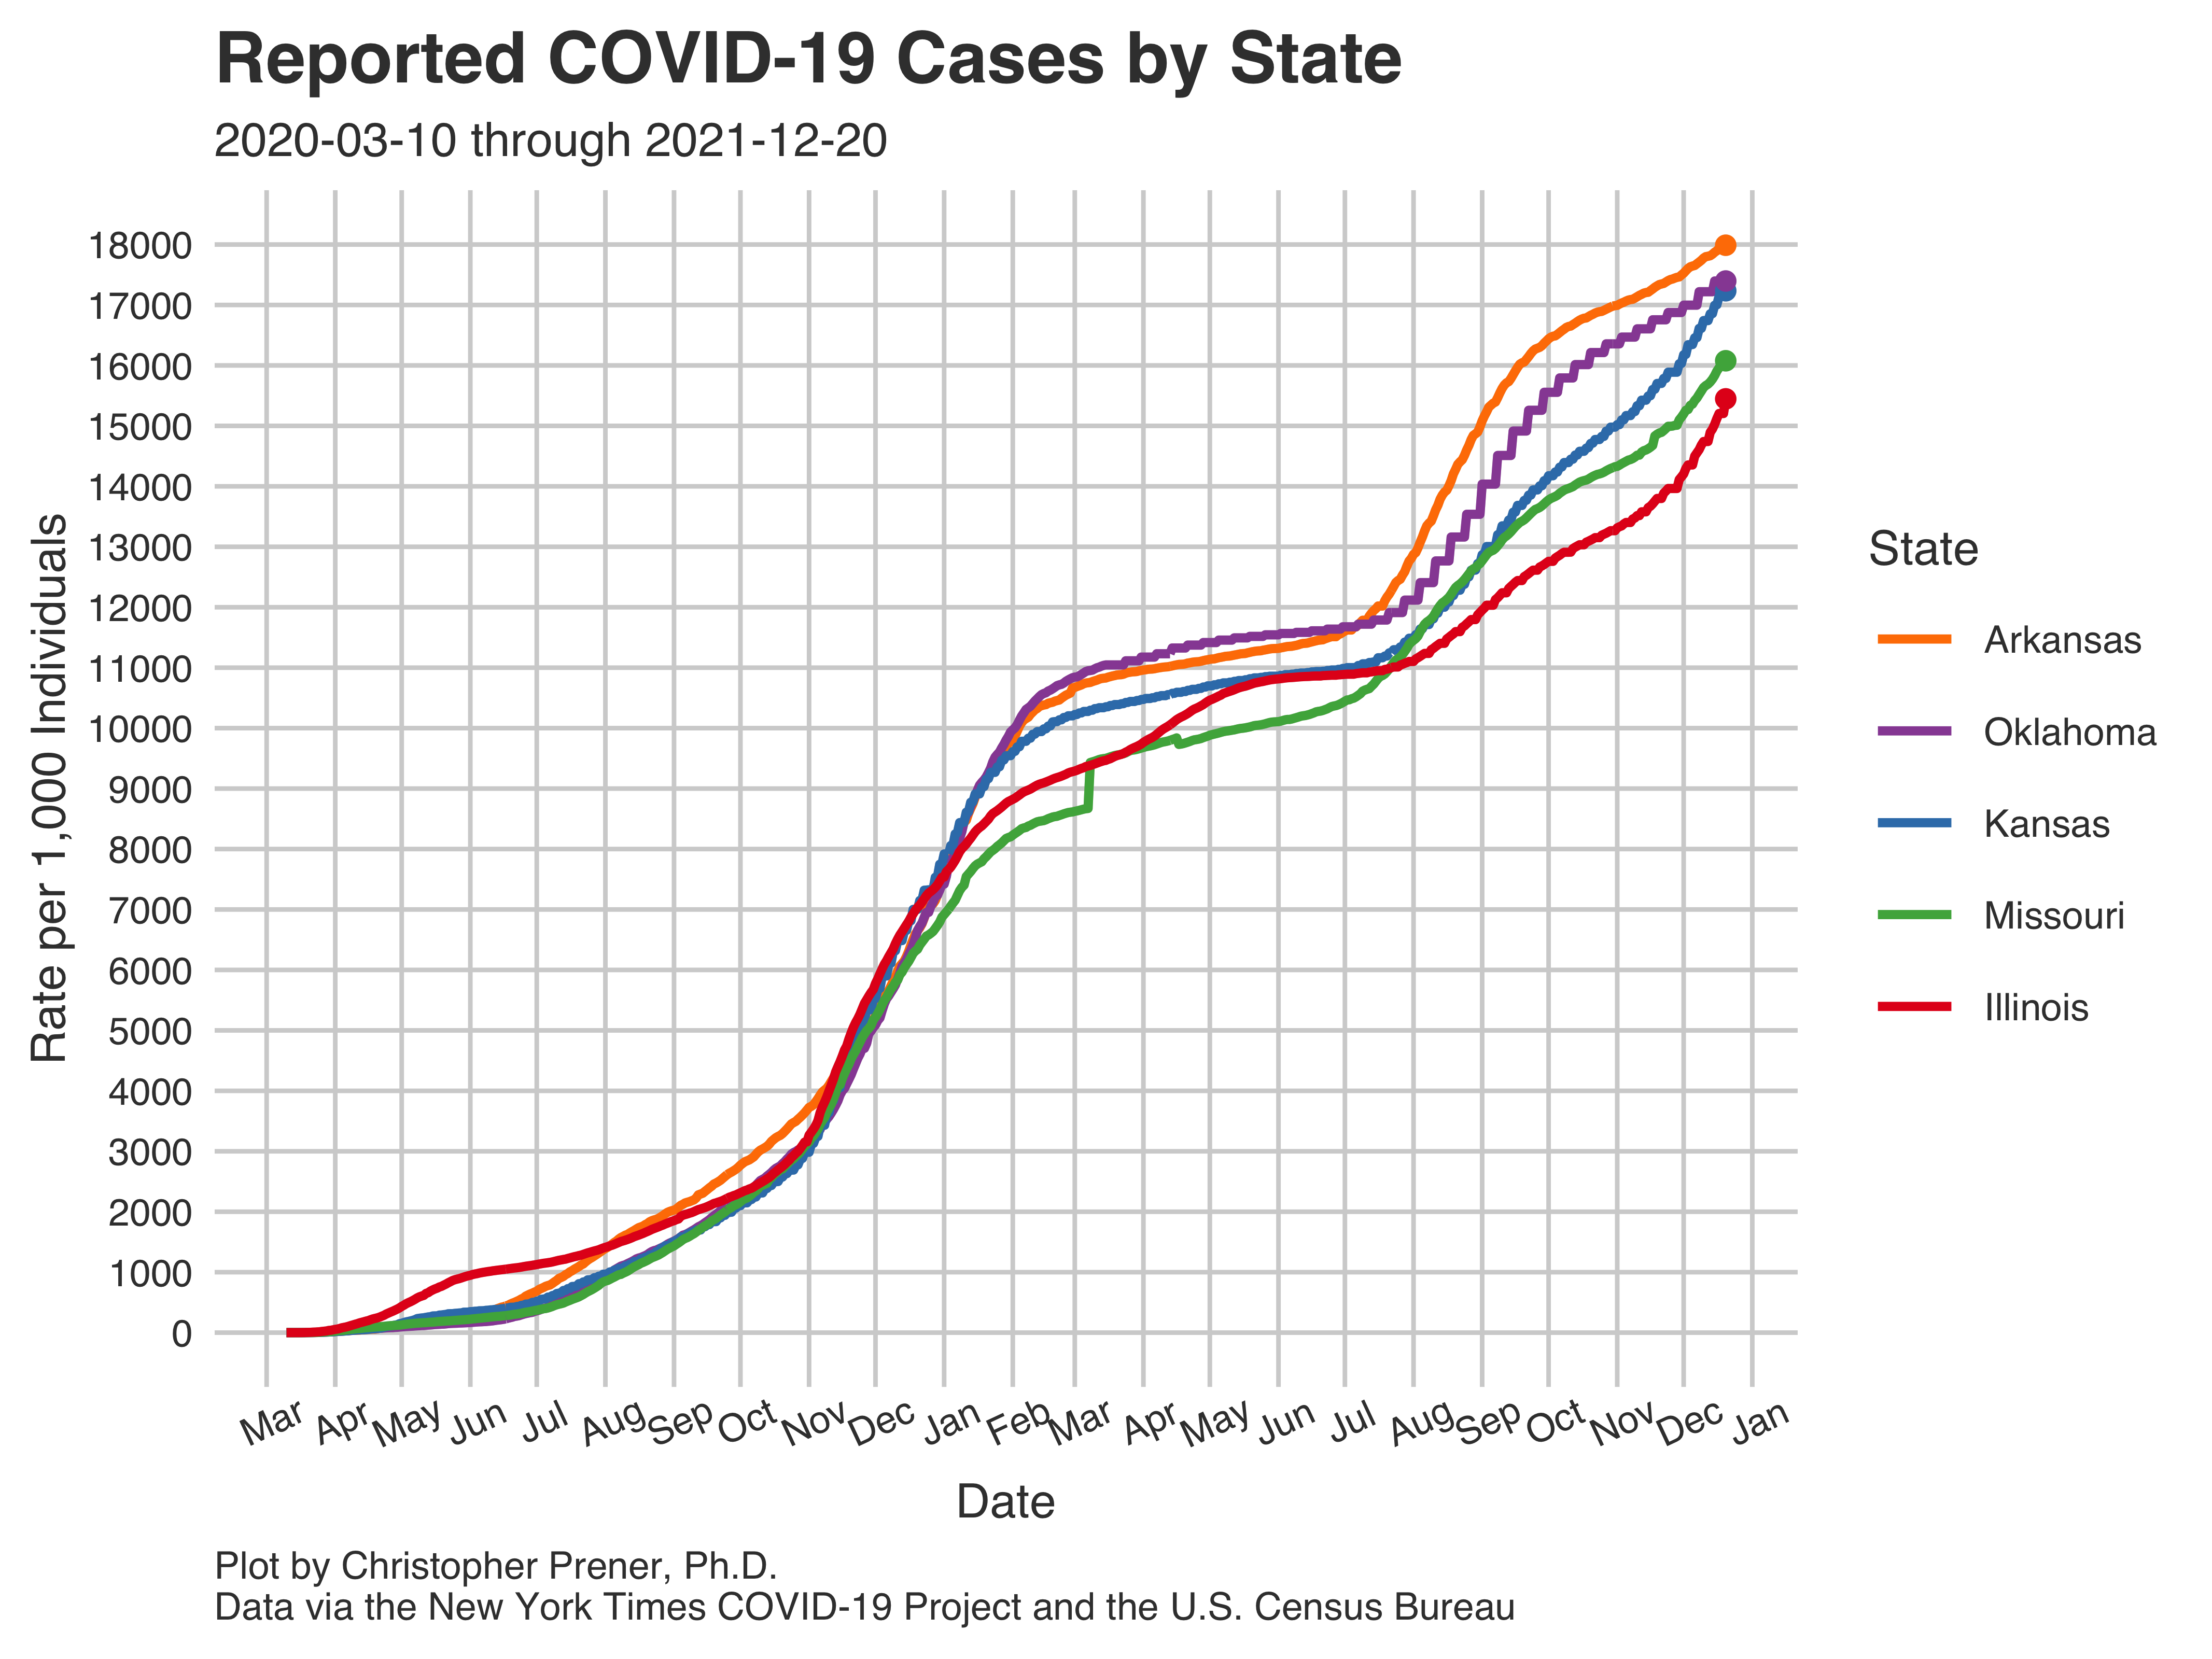 Reported COVID-19 Cases by State
2020-03-10 through 2021-12-20
Rate per 1,000 Individuals
18000
17000
16000
15000
14000
13000
12000
11000
10000
9000
8000
7000
6000
5000
4000
3000
2000
1000
0
Mar Apr May Jun Jul Aug Sep Oct Nov Dec Jan Feb Mar Apr May Jun Jul Aug Sep Oct Nov Dec Jan
Date
State
Arkansas
Oklahoma
Kansas
Missouri
Illinois
Plot by Christopher Prener, Ph.D.
Data via the New York Times COVID-19 Project and the U.S. Census Bureau